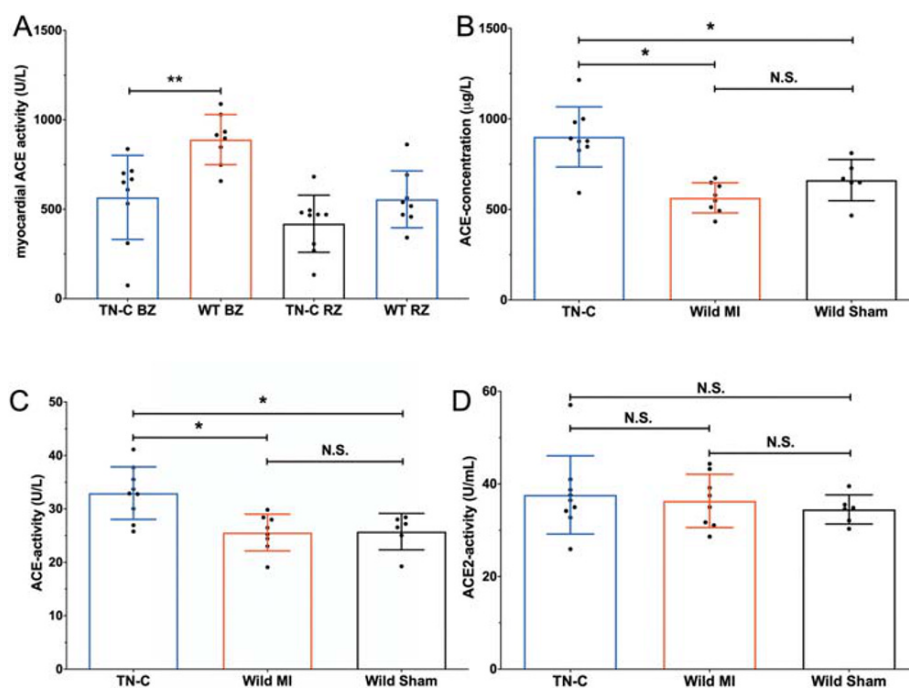 A
myocardial ACE activity (U/L)
1500
1000
500
0
**
TN-C BZ WT BZ TN-C RZ WT RZ
B
ACE-concentration (µg/L)
1500
1000
500
0
*
*
N.S.
TN-C Wild MI Wild Sham
C
ACE-activity (U/L)
50
40
30
20
10
0
*
*
N.S.
TN-C Wild MI Wild Sham
D
ACE2-activity (U/mL)
60
40
20
0
N.S.
N.S.
N.S.
TN-C Wild MI Wild Sham